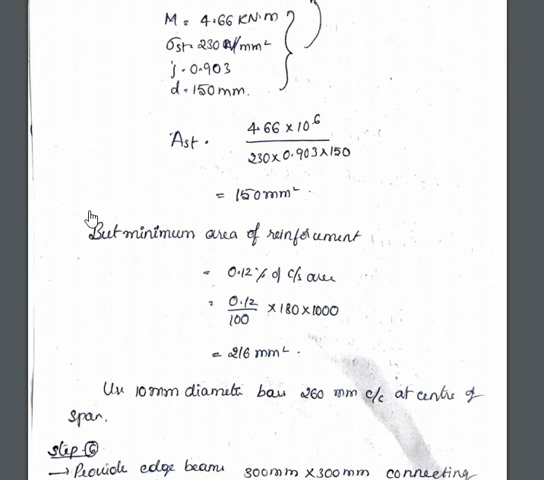 M = 4.66 KN.m
σst = 230 N/mm²
j = 0.903
d = 150 mm.
Ast = 4.66 × 10⁶
230 × 0.903 × 150
= 150 mm².
But minimum area of reinforcement
= 0.12% of c/s area
= 0.12/100 × 180 × 1000
= 216 mm².
Use 10mm diameter bars 260 mm c/c at centre of
span.
Step ⑥
→ Provide edge beams 300mm × 300mm connecting